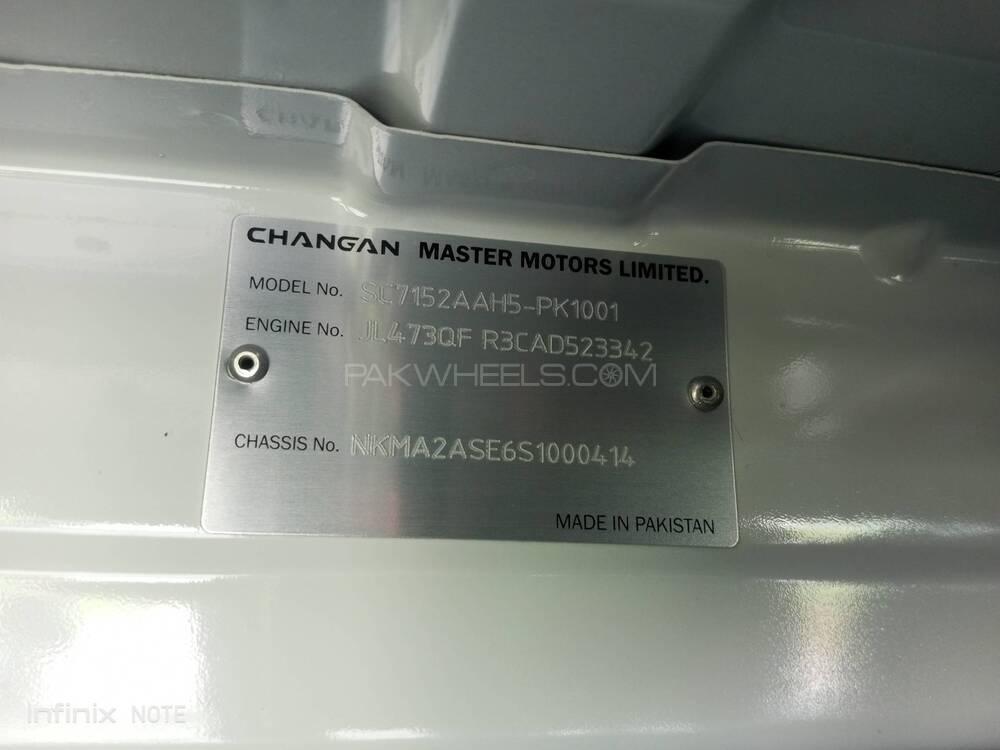 CHANGAN MASTER MOTORS LIMITED.
MODEL No. SC7152AAH5-PK1001
ENGINE No. JL473QF R3CAD523342
PAKWHEELS.COM
CHASSIS No. NKMA2ASE6S1000414
MADE IN PAKISTAN
Infinix NOTE